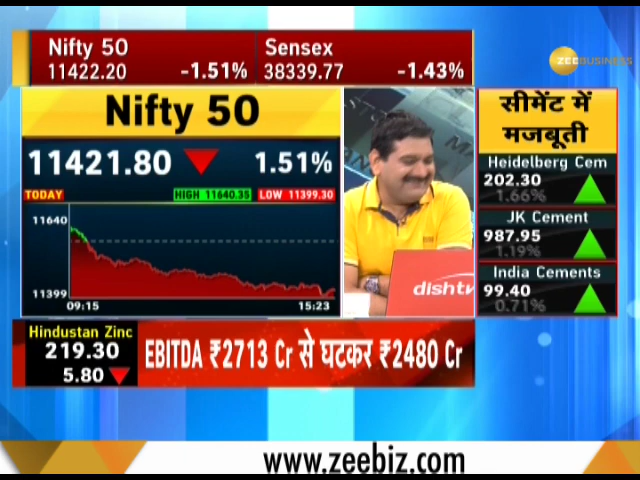 Nifty 50
11422.20 -1.51%
Sensex
38339.77 -1.43%
ZEEBUSINESS
Nifty 50
11421.80 1.51%
TODAY HIGH 11640.35 LOW 11399.30
11640
11399
09:15 15:23
dishtv
सीमेंट में
मजबूती
Heidelberg Cem
202.30
1.66%
JK Cement
987.95
1.19%
India Cements
99.40
0.71%
Hindustan Zinc
219.30
5.80
EBITDA ₹2713 Cr से घटकर ₹2480 Cr
www.zeebiz.com